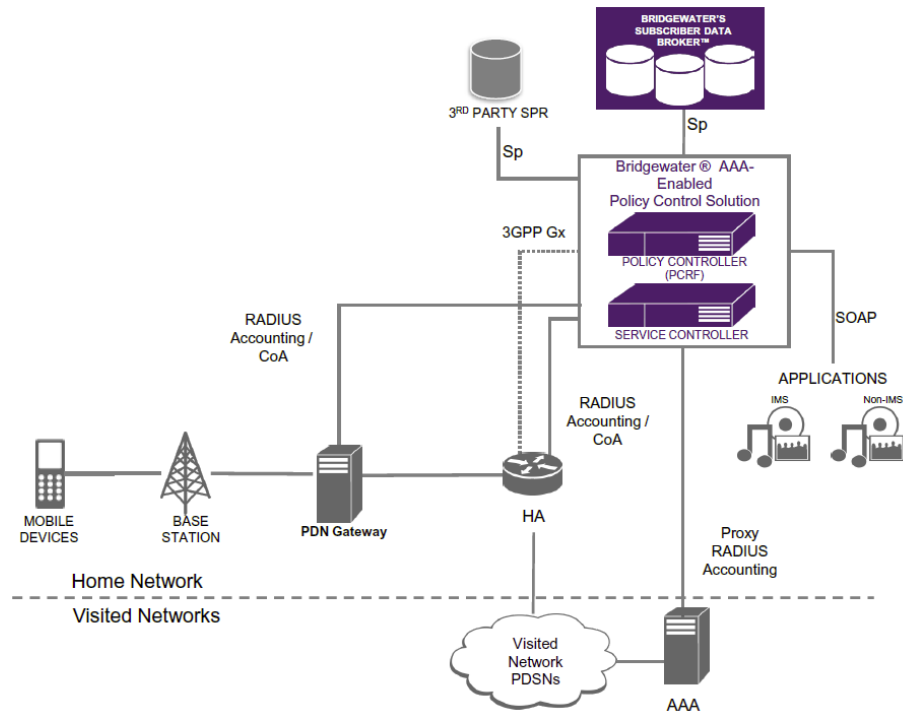 BRIDGEWATER'S
SUBSCRIBER DATA
BROKER™
3RD PARTY SPR
Sp
Sp
Bridgewater ® AAA-
Enabled
Policy Control Solution
3GPP Gx
POLICY CONTROLLER
(PCRF)
SERVICE CONTROLLER
RADIUS
Accounting /
CoA
SOAP
APPLICATIONS
IMS
Non-IMS
RADIUS
Accounting /
CoA
MOBILE
DEVICES
BASE
STATION
PDN Gateway
HA
Proxy
RADIUS
Accounting
Home Network
Visited Networks
Visited
Network
PDSNs
AAA